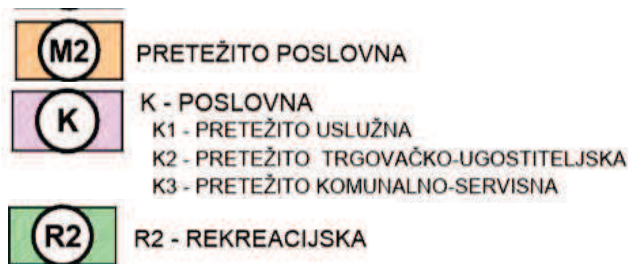 M2 PRETEŽITO POSLOVNA
K K - POSLOVNA
K1 - PRETEŽITO USLUŽNA
K2 - PRETEŽITO TRGOVAČKO-UGOSTITELJSKA
K3 - PRETEŽITO KOMUNALNO-SERVISNA
R2 R2 - REKREACIJSKA